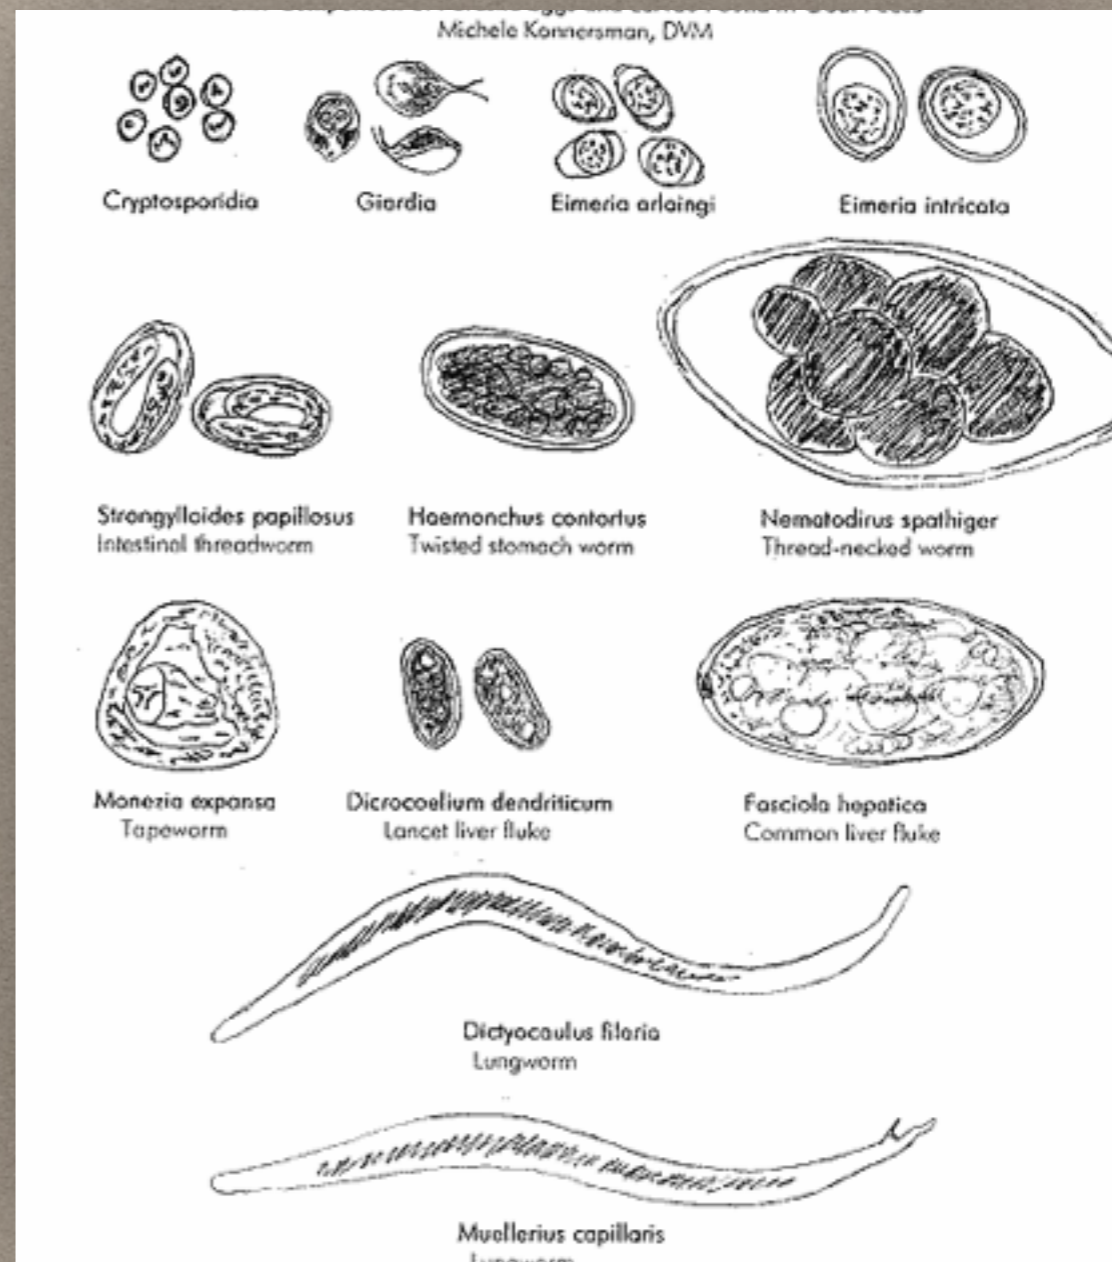 Michele Konnersman, DVM
Cryptosporidia
Giardia
Eimeria arlaingi
Eimeria intricata
Strongylloides papillosus
Intestinal threadworm
Haemonchus contortus
Twisted stomach worm
Nematodirus spathiger
Thread-necked worm
Monezia expansa
Tapeworm
Dicrocoelium dendriticum
Lancet liver fluke
Fasciola hepatica
Common liver fluke
Dictyocaulus filaria
Lungworm
Muellerius capillaris
Lungworm